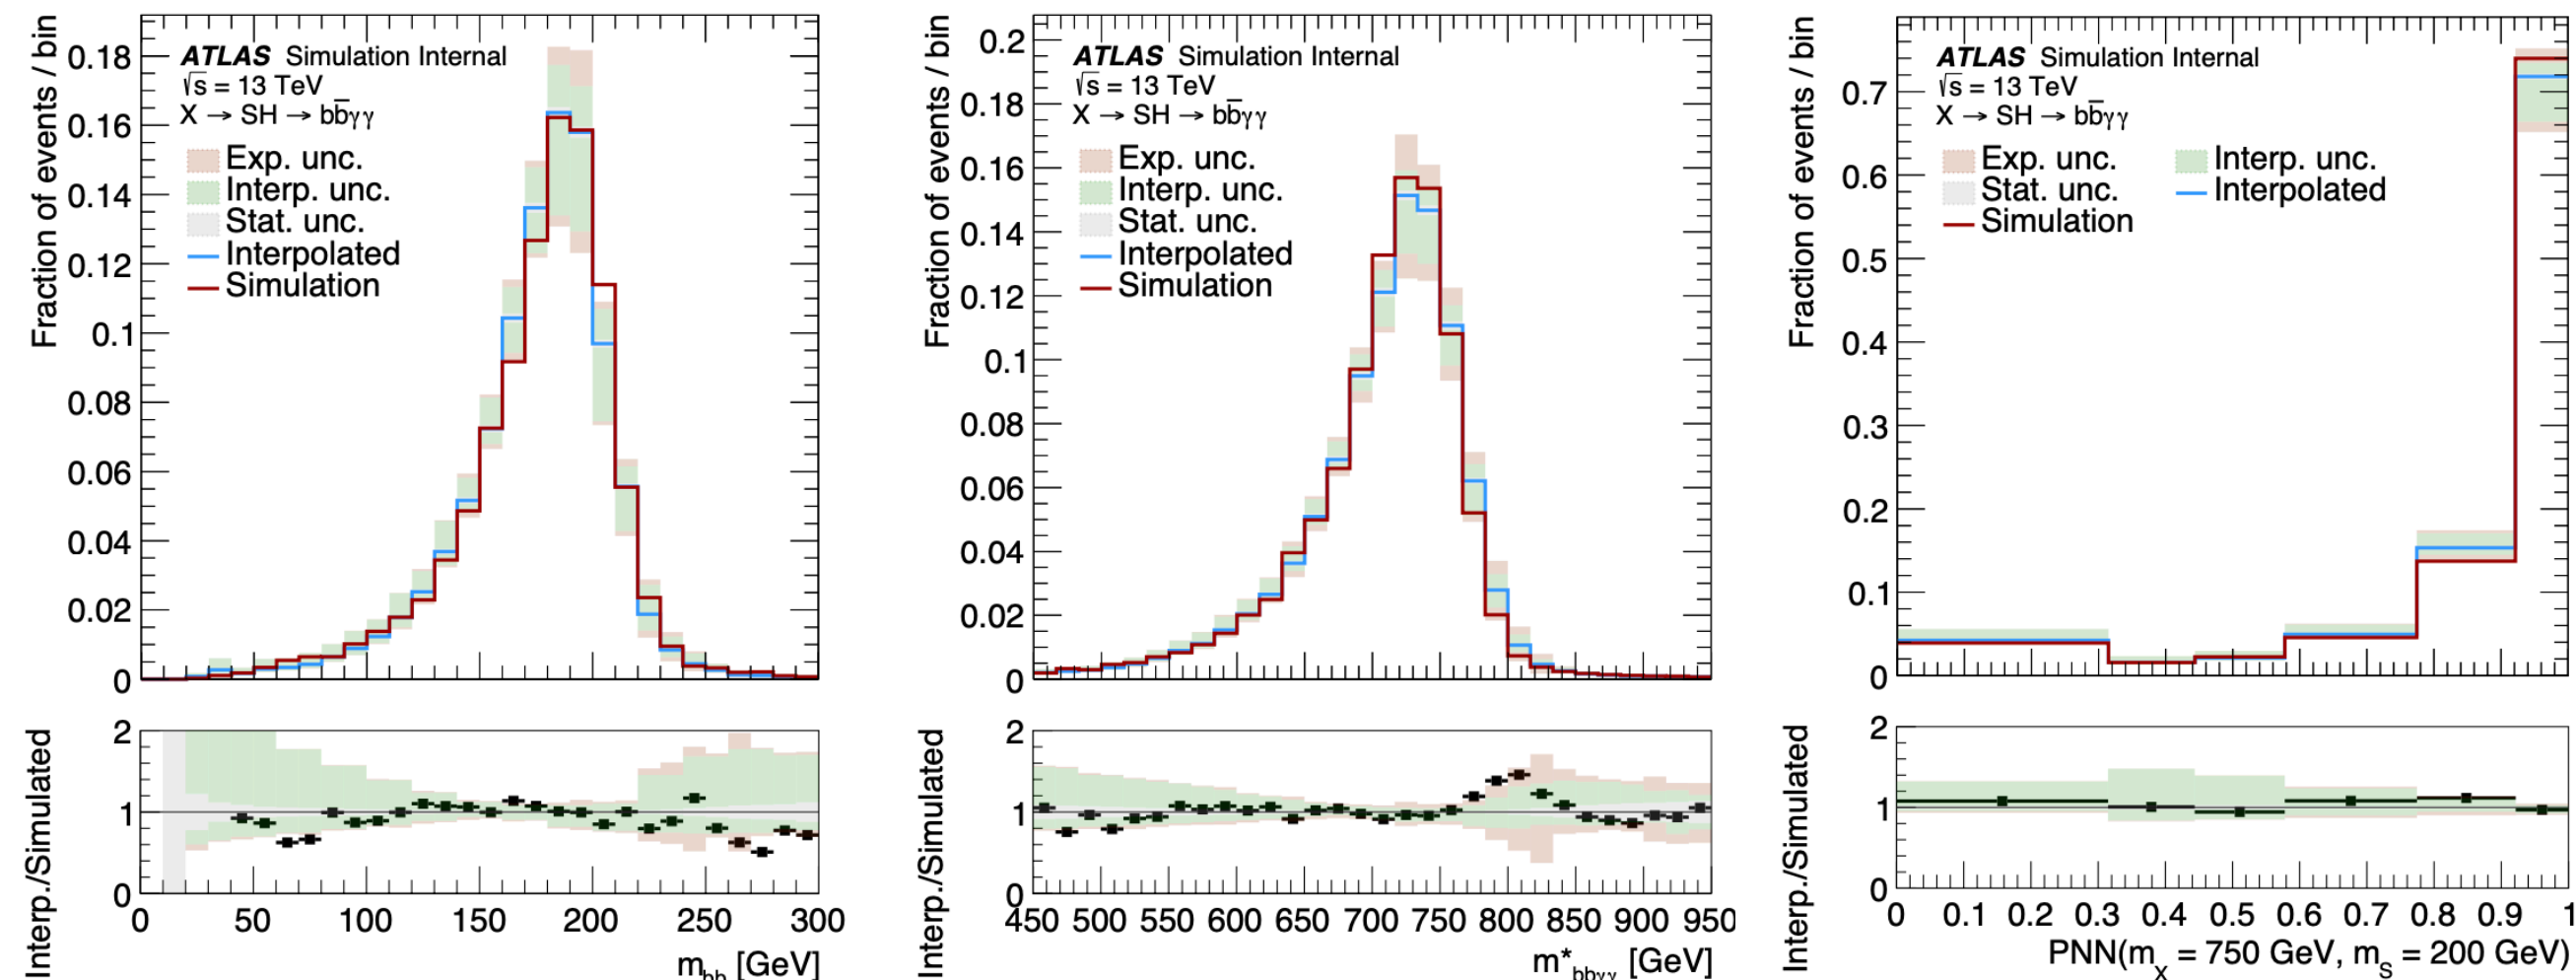 Fraction of events / bin
0.18
0.16
0.14
0.12
0.1
0.08
0.06
0.04
0.02
0
ATLAS Simulation Internal
√s = 13 TeV
X → SH → bb̅γγ
Exp. unc.
Interp. unc.
Stat. unc.
Interpolated
Simulation
Interp./Simulated
2
1
0
0 50 100 150 200 250 300
m_bb [GeV]
Fraction of events / bin
0.2
0.18
0.16
0.14
0.12
0.1
0.08
0.06
0.04
0.02
0
ATLAS Simulation Internal
√s = 13 TeV
X → SH → bb̅γγ
Exp. unc.
Interp. unc.
Stat. unc.
Interpolated
Simulation
Interp./Simulated
2
1
0
450 500 550 600 650 700 750 800 850 900 950
m*_bbγγ [GeV]
Fraction of events / bin
0.7
0.6
0.5
0.4
0.3
0.2
0.1
0
ATLAS Simulation Internal
√s = 13 TeV
X → SH → bb̅γγ
Exp. unc. Interp. unc.
Stat. unc. Interpolated
Simulation
Interp./Simulated
2
1
0
0 0.1 0.2 0.3 0.4 0.5 0.6 0.7 0.8 0.9 1
PNN(m_X = 750 GeV, m_S = 200 GeV)